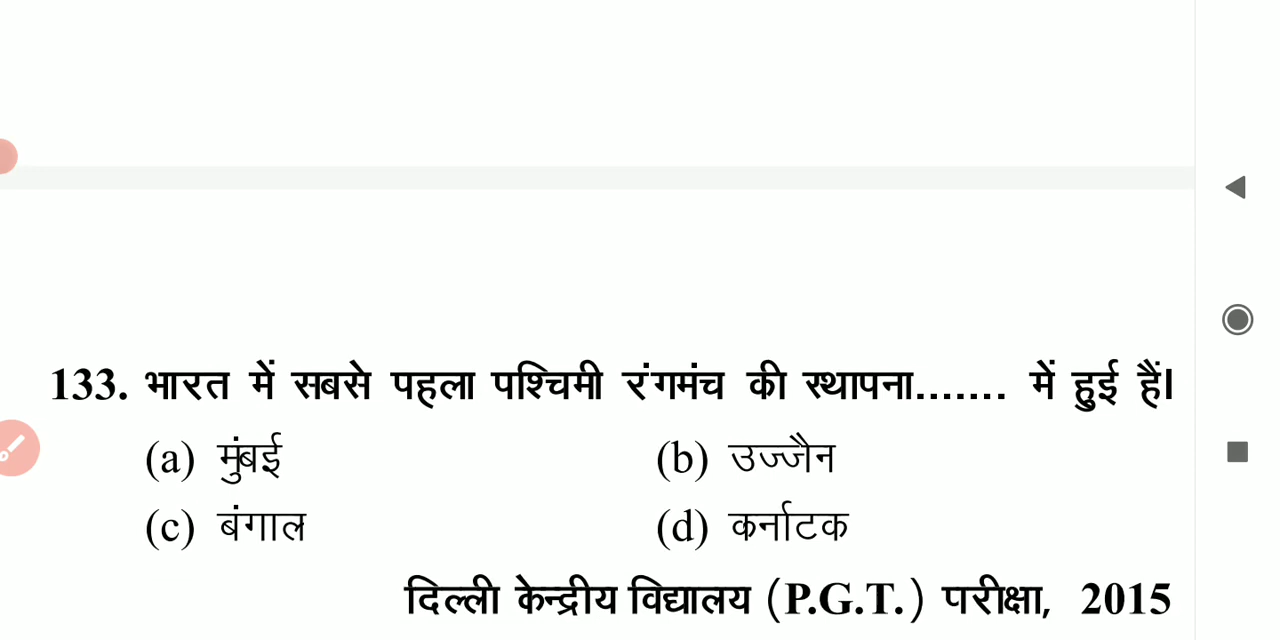 133. भारत में सबसे पहला पश्चिमी रंगमंच की स्थापना....... में हुई हैं।
(a) मुंबई (b) उज्जैन
(c) बंगाल (d) कर्नाटक
दिल्ली केन्द्रीय विद्यालय (P.G.T.) परीक्षा, 2015